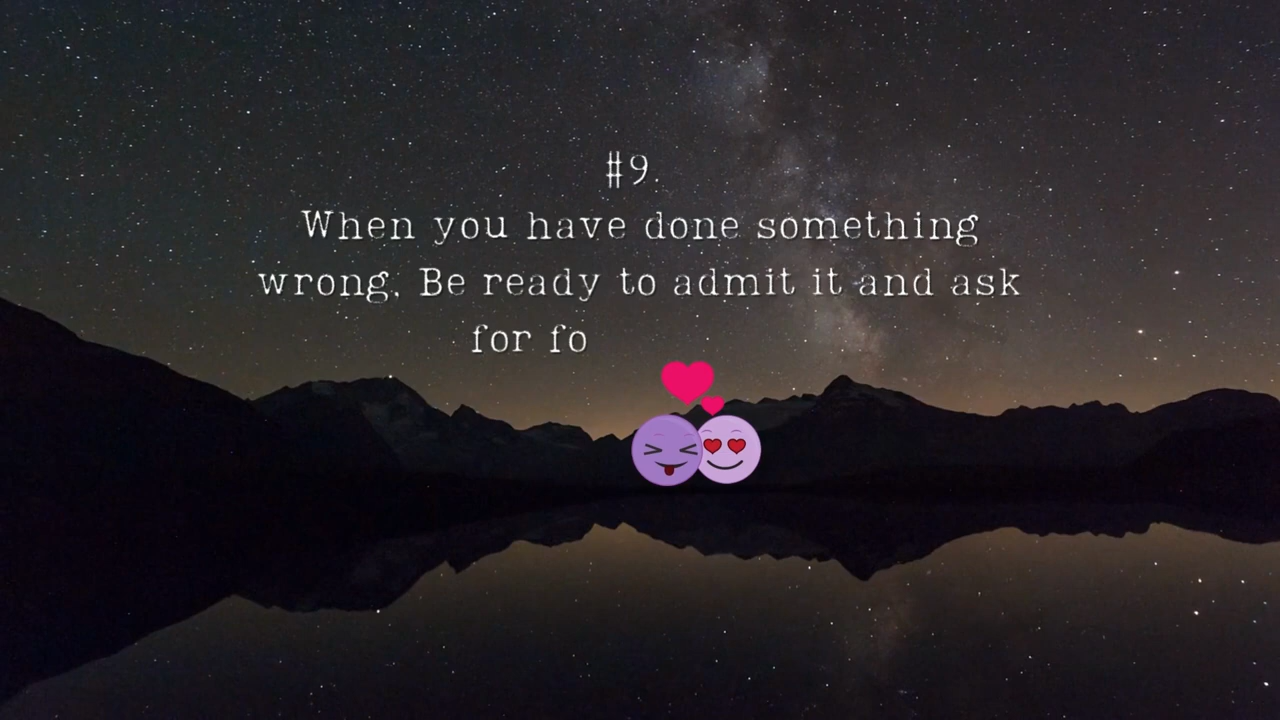 #9.
When you have done something
wrong, Be ready to admit it and ask
for fo